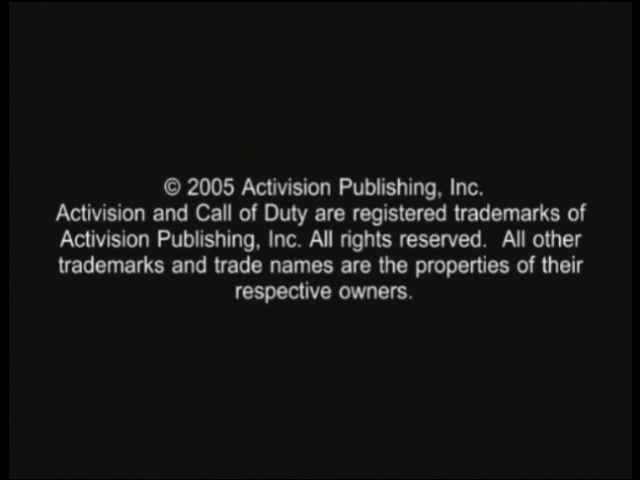 © 2005 Activision Publishing, Inc.
Activision and Call of Duty are registered trademarks of
Activision Publishing, Inc. All rights reserved.  All other
trademarks and trade names are the properties of their
respective owners.